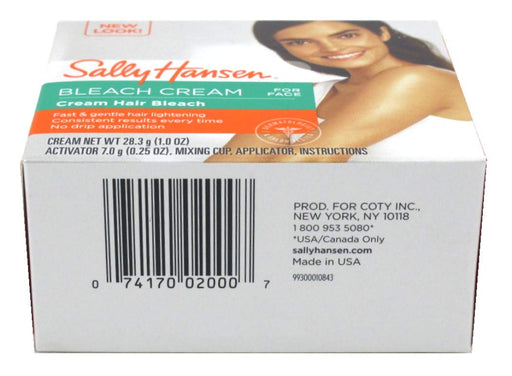 NEW
LOOK!
Sally Hansen
BLEACH CREAM
FOR
FACE
Cream Hair Bleach
Fast & gentle hair lightening
Consistent results every time
No drip application
CREAM NET WT 28.3 g (1.0 OZ)
ACTIVATOR 7.0 g (0.25 OZ), MIXING CUP, APPLICATOR, INSTRUCTIONS
PROD. FOR COTY INC.,
NEW YORK, NY 10118
1 800 953 5080*
*USA/Canada Only
sallyhansen.com
Made in USA
99300010843
0 74170 02000 7